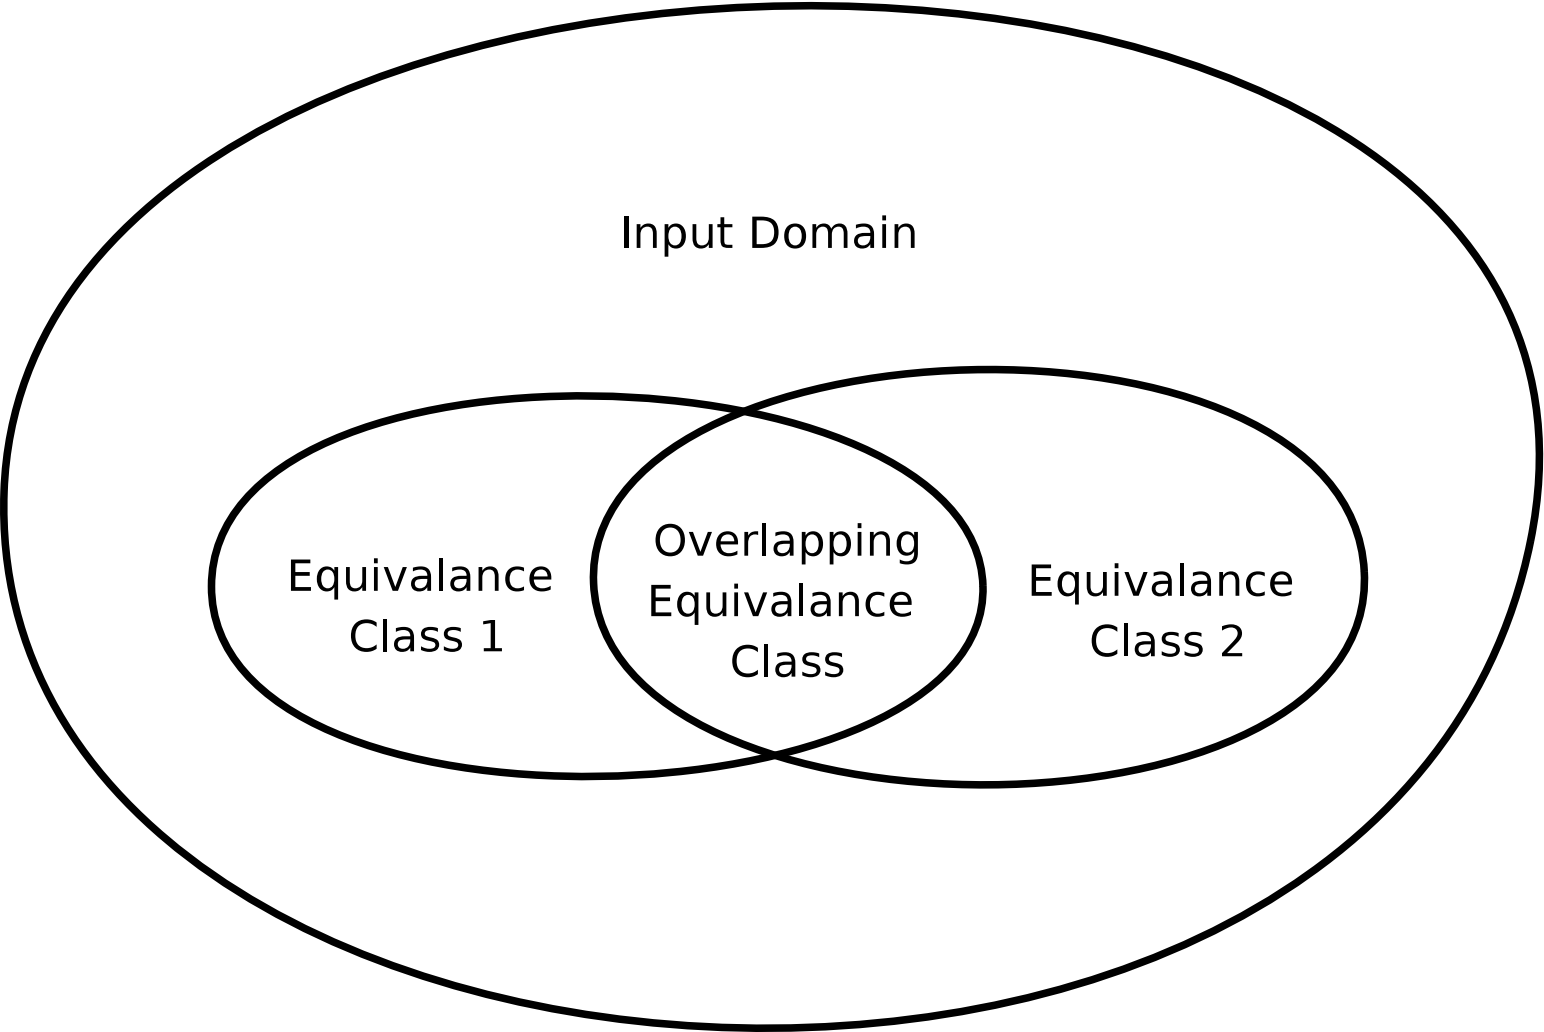 Input Domain
Equivalance
Class 1
Overlapping
Equivalance
Class
Equivalance
Class 2